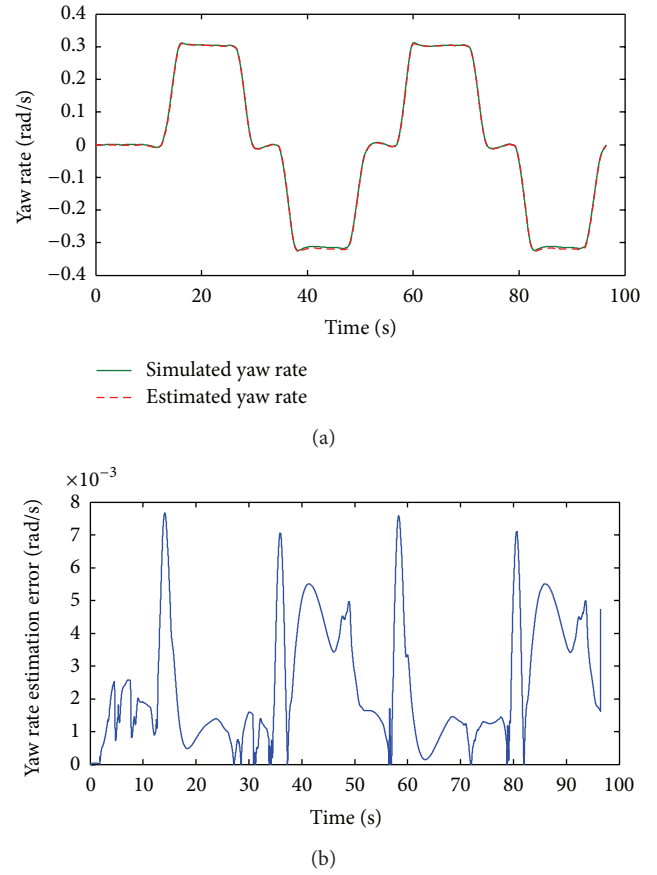 0.4
0.3
0.2
0.1
0
−0.1
−0.2
−0.3
−0.4
Yaw rate (rad/s)
0 20 40 60 80 100
Time (s)
Simulated yaw rate
Estimated yaw rate
(a)
×10−3
8
7
6
5
4
3
2
1
0
Yaw rate estimation error (rad/s)
0 10 20 30 40 50 60 70 80 90 100
Time (s)
(b)